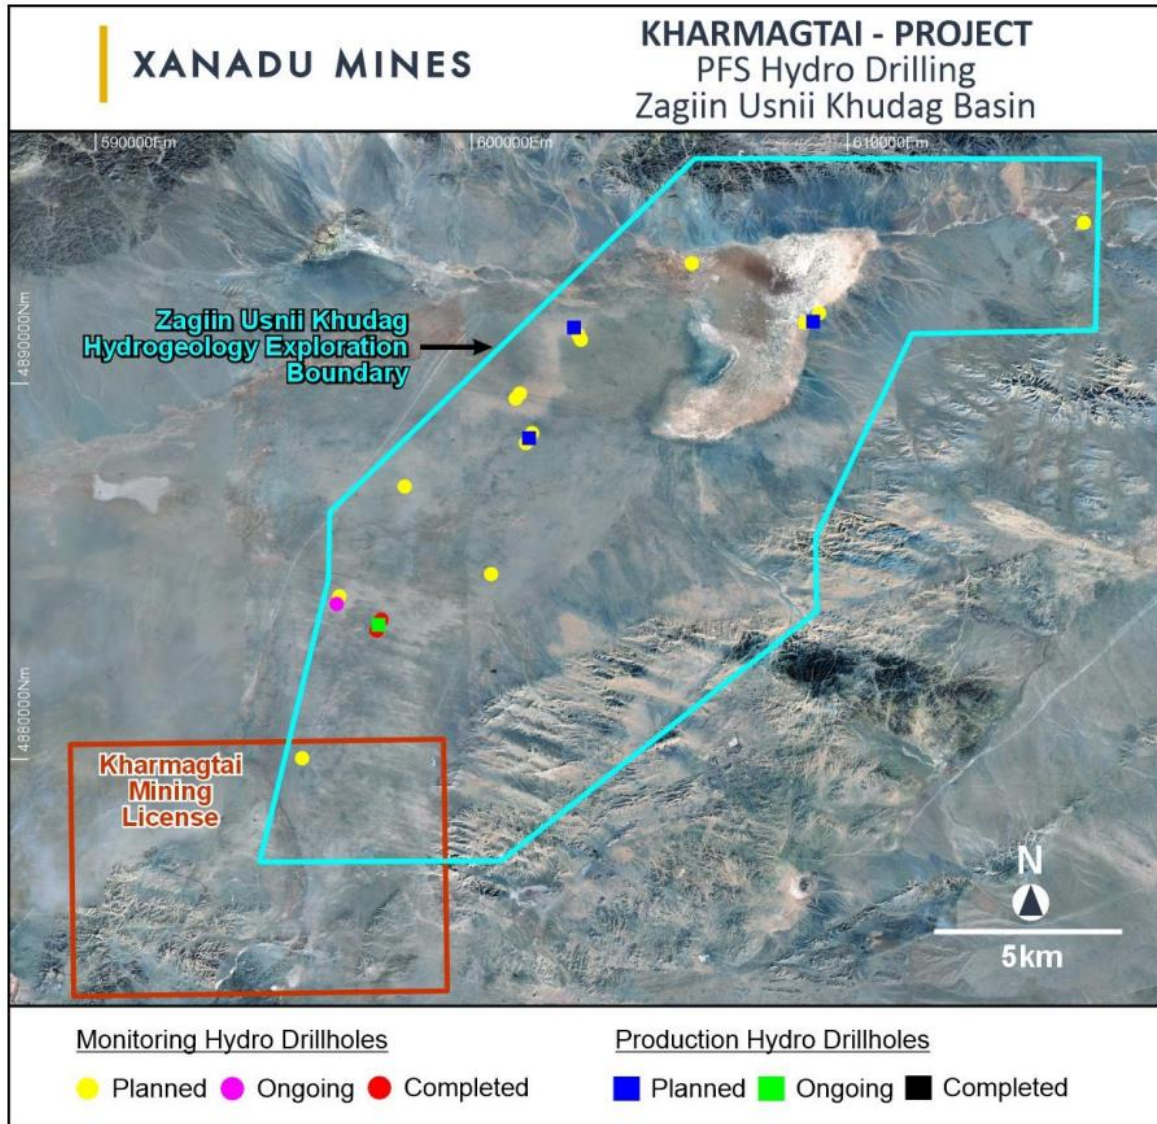 XANADU MINES
KHARMAGTAI - PROJECT
PFS Hydro Drilling
Zagiin Usnii Khudag Basin
590000Em
600000Em
610000Em
4890000Nm
4880000Nm
Zagiin Usnii Khudag
Hydrogeology Exploration
Boundary
Kharmagtai
Mining
License
N
5km
Monitoring Hydro Drillholes
Planned
Ongoing
Completed
Production Hydro Drillholes
Planned
Ongoing
Completed